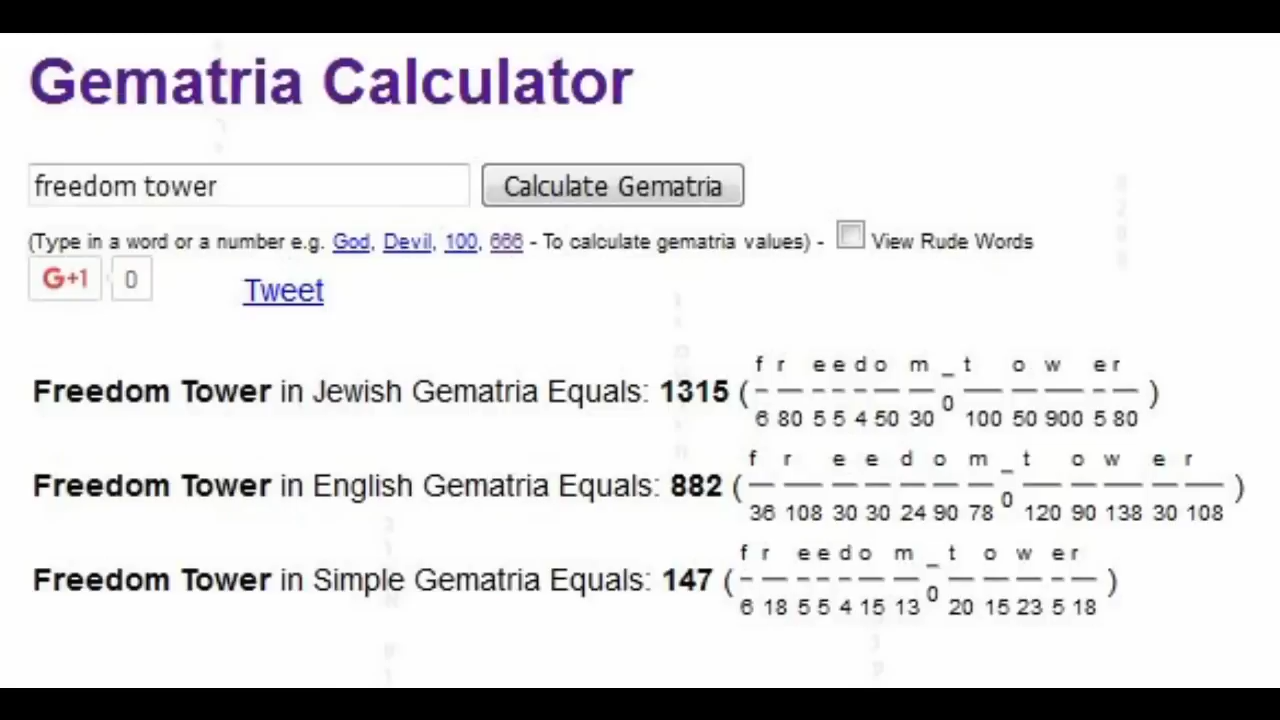 Gematria Calculator
freedom tower Calculate Gematria
(Type in a word or a number e.g. God, Devil, 100, 666 - To calculate gematria values) - View Rude Words
G+1 0 Tweet
f r e e d o m _ t o w e r
Freedom Tower in Jewish Gematria Equals: 1315 ( 0 )
6 80 5 5 4 50 30 100 50 900 5 80
f r e e d o m _ t o w e r
Freedom Tower in English Gematria Equals: 882 ( 0 )
36 108 30 30 24 90 78 120 90 138 30 108
f r e e d o m _ t o w e r
Freedom Tower in Simple Gematria Equals: 147 ( 0 )
6 18 5 5 4 15 13 20 15 23 5 18